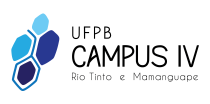 UFPB
CAMPUS IV
Rio Tinto e Mamanguape